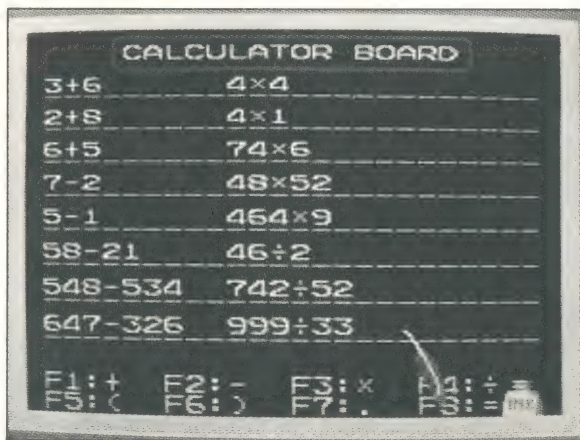 CALCULATOR BOARD
3+6 4×4
2+8 4×1
6+5 74×6
7-2 48×52
5-1 464×9
58-21 46÷2
548-534 742÷52
647-326 999÷33
F1:+ F2:- F3:× F4:÷
F5:( F6:) F7:. F8:=
INK